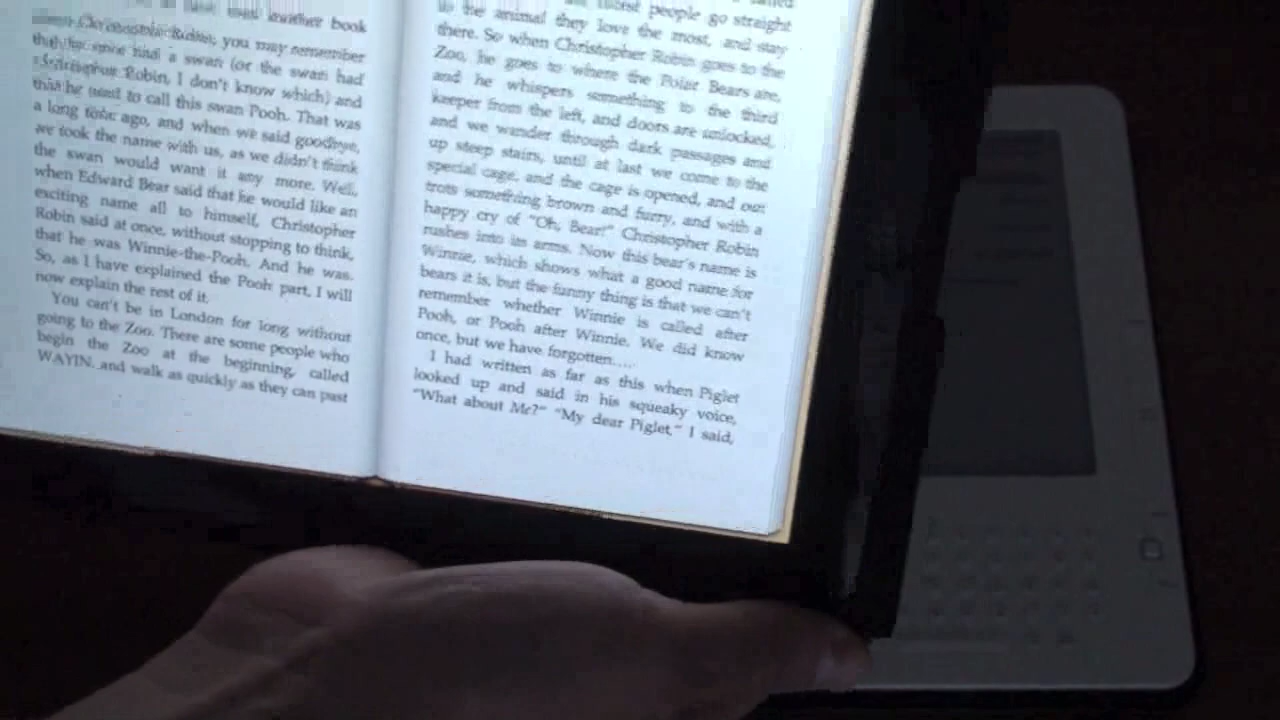 another book
Christopher Robin, you may remember
that he once had a swan (or the swan had
Christopher Robin, I don't know which) and
that he used to call this swan Pooh. That was
a long time ago, and when we said goodbye,
we took the name with us, as we didn't think
the swan would want it any more. Well,
when Edward Bear said that he would like an
exciting name all to himself, Christopher
Robin said at once, without stopping to think,
that he was Winnie-the-Pooh. And he was.
So, as I have explained the Pooh part, I will
now explain the rest of it.
You can't be in London for long without
going to the Zoo. There are some people who
begin the Zoo at the beginning, called
WAYIN, and walk as quickly as they can past
people go straight
to the animal they love the most, and stay
there. So when Christopher Robin goes to the
Zoo, he goes to where the Polar Bears are,
and he whispers something to the third
keeper from the left, and doors are unlocked,
and we wander through dark passages and
up steep stairs, until at last we come to the
special cage, and the cage is opened, and out
trots something brown and furry, and with a
happy cry of "Oh, Bear!" Christopher Robin
rushes into its arms. Now this bear's name is
Winnie, which shows what a good name for
bears it is, but the funny thing is that we can't
remember whether Winnie is called after
Pooh, or Pooh after Winnie. We did know
once, but we have forgotten....
I had written as far as this when Piglet
looked up and said in his squeaky voice,
"What about Me?" "My dear Piglet," I said,